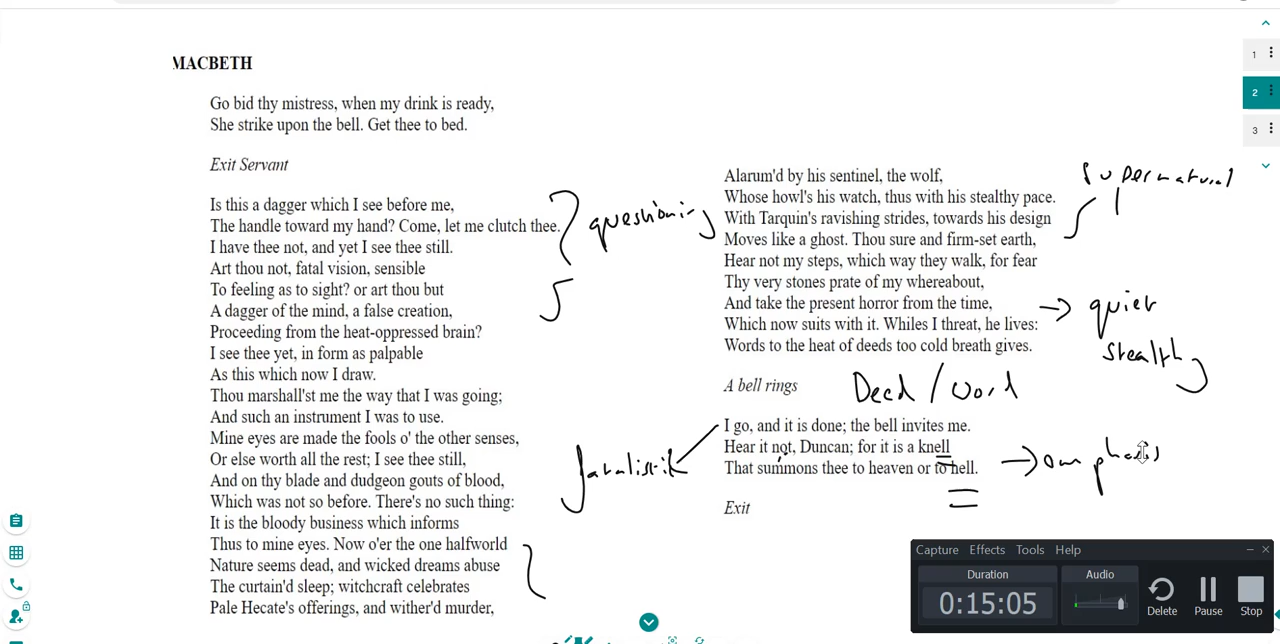 MACBETH
Go bid thy mistress, when my drink is ready,
She strike upon the bell. Get thee to bed.
Exit Servant
Is this a dagger which I see before me,
The handle toward my hand? Come, let me clutch thee.
I have thee not, and yet I see thee still.
Art thou not, fatal vision, sensible
To feeling as to sight? or art thou but
A dagger of the mind, a false creation,
Proceeding from the heat-oppressed brain?
I see thee yet, in form as palpable
As this which now I draw.
Thou marshall'st me the way that I was going;
And such an instrument I was to use.
Mine eyes are made the fools o' the other senses,
Or else worth all the rest; I see thee still,
And on thy blade and dudgeon gouts of blood,
Which was not so before. There's no such thing:
It is the bloody business which informs
Thus to mine eyes. Now o'er the one halfworld
Nature seems dead, and wicked dreams abuse
The curtain'd sleep; witchcraft celebrates
Pale Hecate's offerings, and wither'd murder,
questioning
Alarum'd by his sentinel, the wolf,
Whose howl's his watch, thus with his stealthy pace.
With Tarquin's ravishing strides, towards his design
Moves like a ghost. Thou sure and firm-set earth,
Hear not my steps, which way they walk, for fear
Thy very stones prate of my whereabout,
And take the present horror from the time,
Which now suits with it. Whiles I threat, he lives:
Words to the heat of deeds too cold breath gives.
A bell rings
I go, and it is done; the bell invites me.
Hear it not, Duncan; for it is a knell
That summons thee to heaven or to hell.
Exit
supernatural
quiet
stealthy
Deed / Word
fatalistic
1
2
3
Capture Effects Tools Help
Duration
0:15:05
Audio
Delete
Pause
Stop